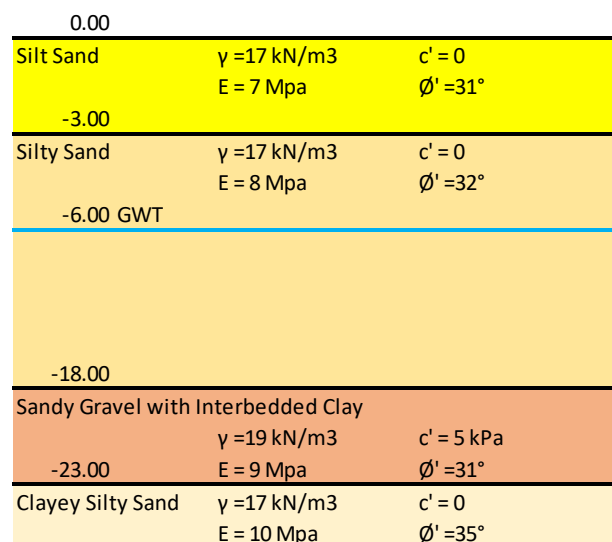 0.00
Silt Sand γ =17 kN/m3 c' = 0
E = 7 Mpa Ø' =31°
-3.00
Silty Sand γ =17 kN/m3 c' = 0
E = 8 Mpa Ø' =32°
-6.00 GWT
-18.00
Sandy Gravel with Interbedded Clay
γ =19 kN/m3 c' = 5 kPa
-23.00 E = 9 Mpa Ø' =31°
Clayey Silty Sand γ =17 kN/m3 c' = 0
E = 10 Mpa Ø' =35°